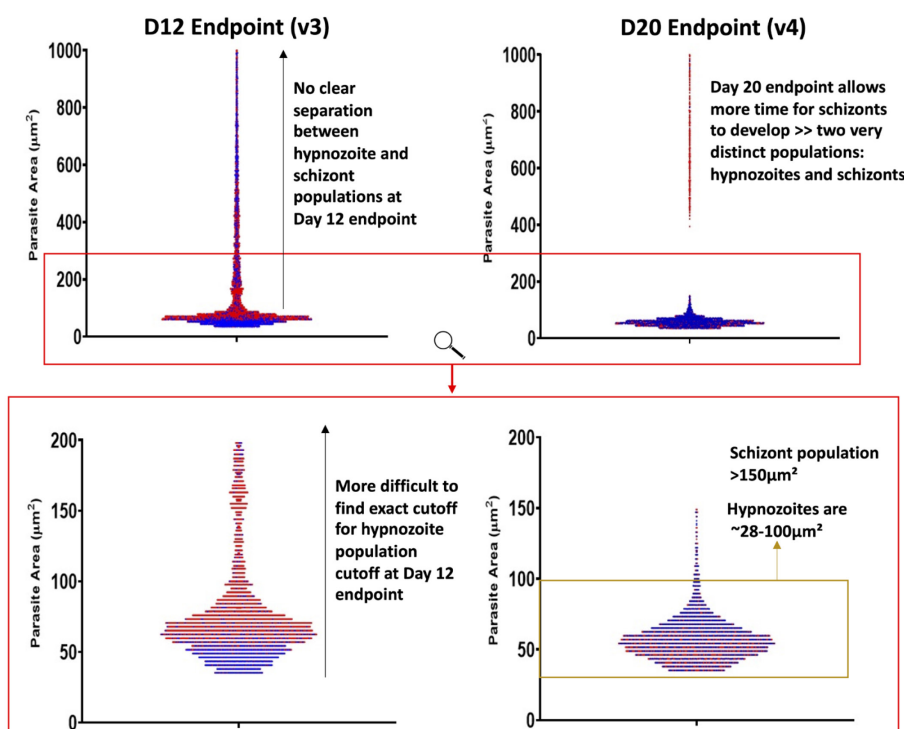 D12 Endpoint (v3)
D20 Endpoint (v4)
Parasite Area (µm²)
1000
800
600
400
200
0
No clear
separation
between
hypnozoite and
schizont
populations at
Day 12 endpoint
Parasite Area (µm²)
1000
800
600
400
200
0
Day 20 endpoint allows
more time for schizonts
to develop >> two very
distinct populations:
hypnozoites and schizonts
Parasite Area (µm²)
200
150
100
50
0
More difficult to
find exact cutoff
for hypnozoite
population
cutoff at Day 12
endpoint
Parasite Area (µm²)
200
150
100
50
0
Schizont population
>150µm²
Hypnozoites are
~28-100µm²